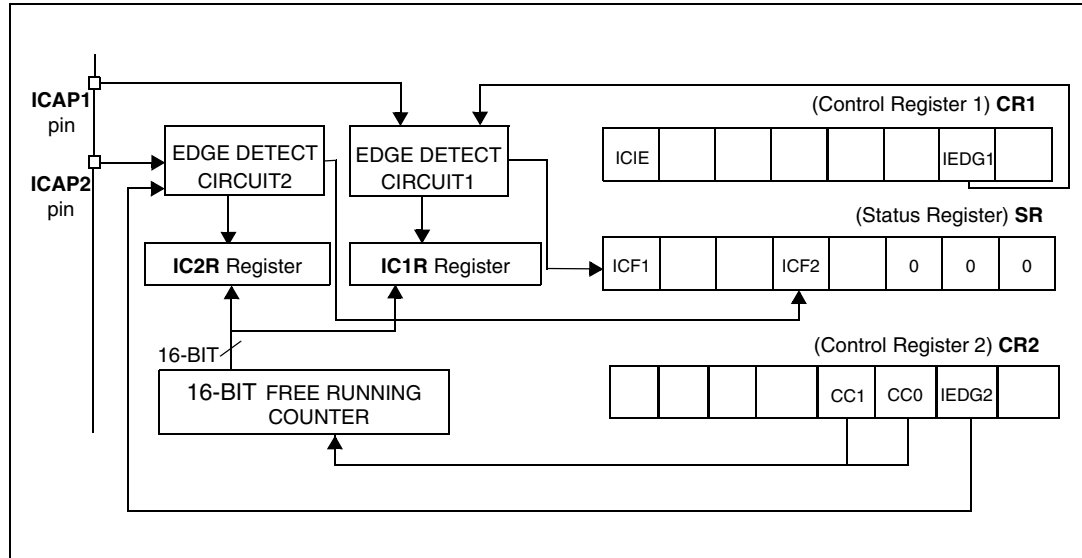 ICAP1
pin
ICAP2
pin
EDGE DETECT
CIRCUIT2
EDGE DETECT
CIRCUIT1
IC2R Register
IC1R Register
16-BIT
16-BIT FREE RUNNING
COUNTER
(Control Register 1) CR1
ICIE
IEDG1
(Status Register) SR
ICF1
ICF2
0
0
0
(Control Register 2) CR2
CC1
CC0
IEDG2